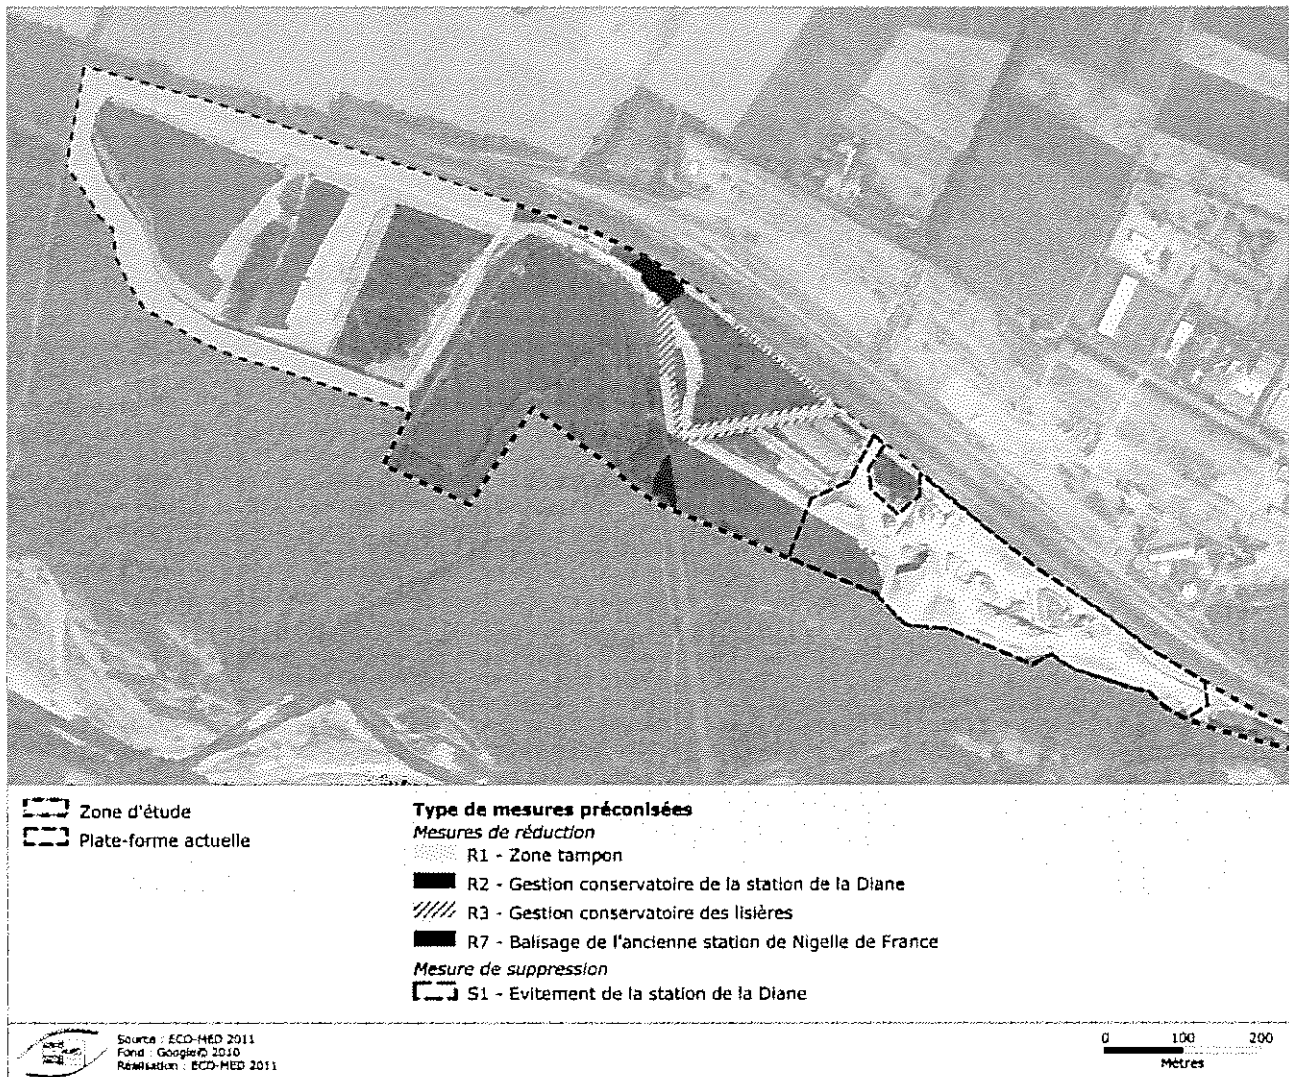 Zone d'étude
Plate-forme actuelle
Type de mesures préconisées
Mesures de réduction
R1 - Zone tampon
R2 - Gestion conservatoire de la station de la Diane
R3 - Gestion conservatoire des lisières
R7 - Balisage de l'ancienne station de Nigelle de France
Mesure de suppression
S1 - Evitement de la station de la Diane
Source : ECO-MED 2011
Fond : Google© 2010
Réalisation : ECO-MED 2011
0 100 200
Mètres